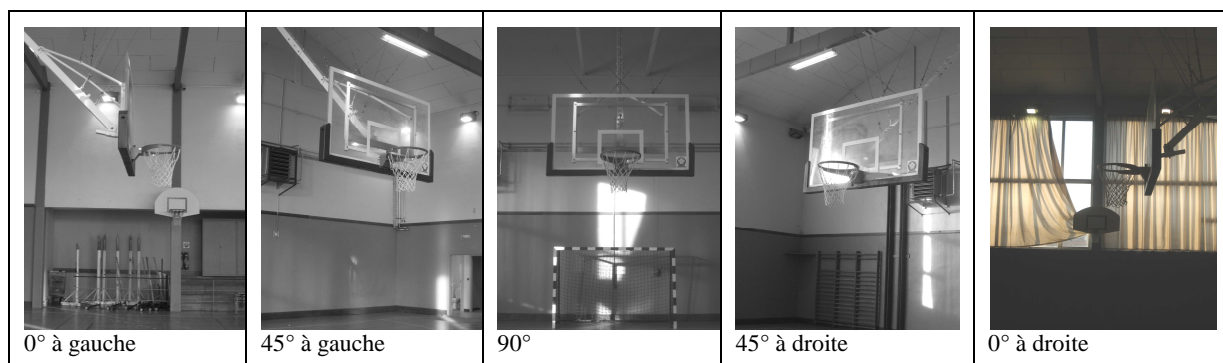 0° à gauche
45° à gauche
90°
45° à droite
0° à droite